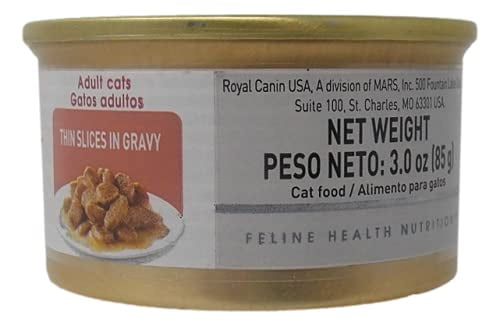 Adult cats
Gatos adultos
THIN SLICES IN GRAVY
Royal Canin USA, A division of MARS, Inc. 500 Fountain
Suite 100, St. Charles, MO 63301 USA.
NET WEIGHT
PESO NETO: 3.0 oz (85 g)
Cat food / Alimento para gatos
FELINE HEALTH NUTRITION